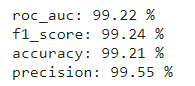 roc_auc: 99.22 %
f1_score: 99.24 %
accuracy: 99.21 %
precision: 99.55 %